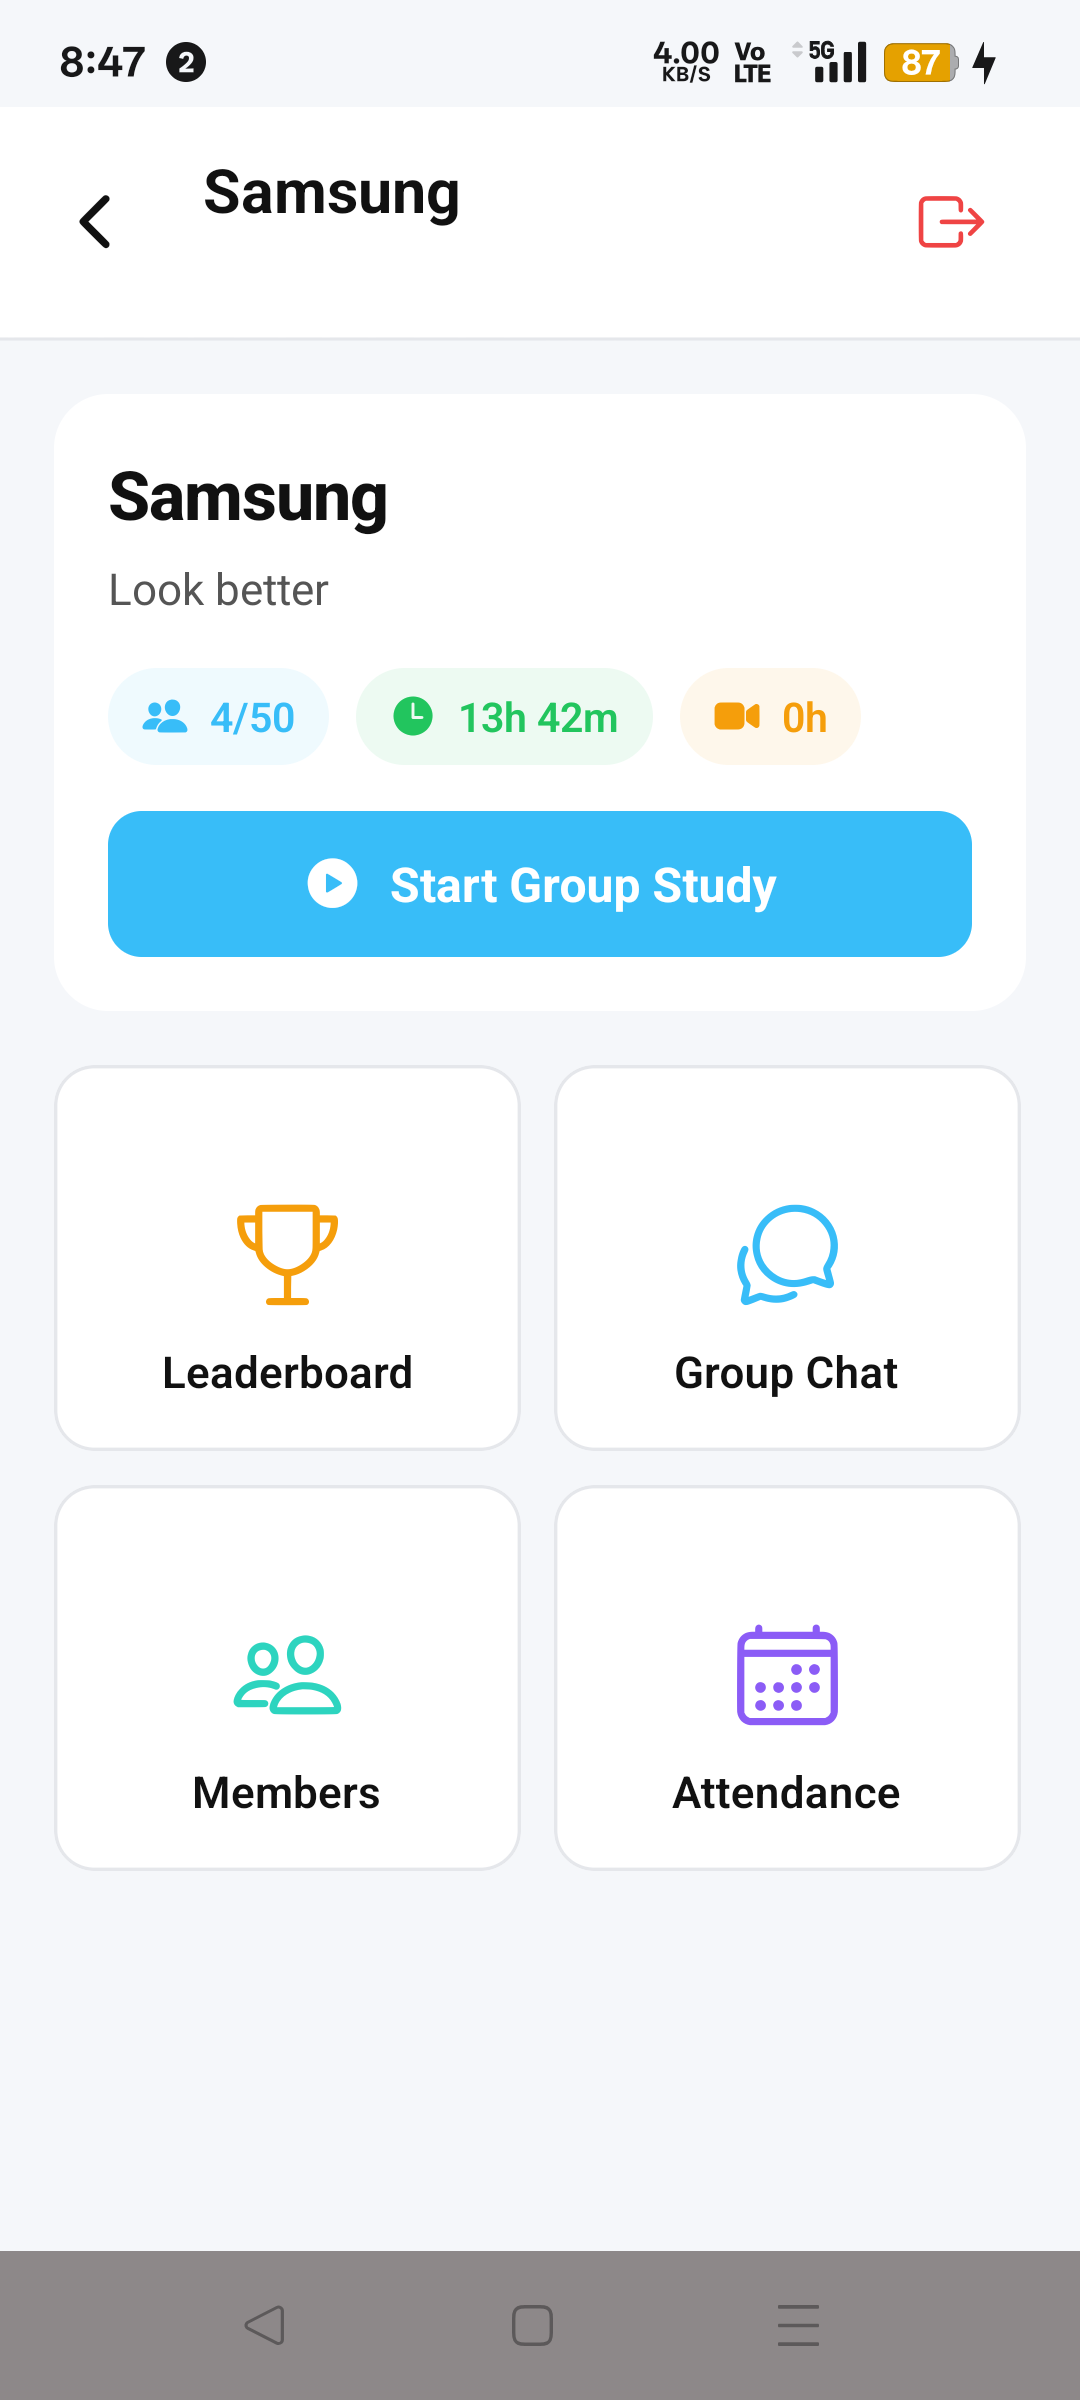 8:47 2 4.00 KB/S Vo LTE 5G 87
Samsung
Samsung
Look better
4/50 13h 42m 0h
Start Group Study
Leaderboard Group Chat
Members Attendance